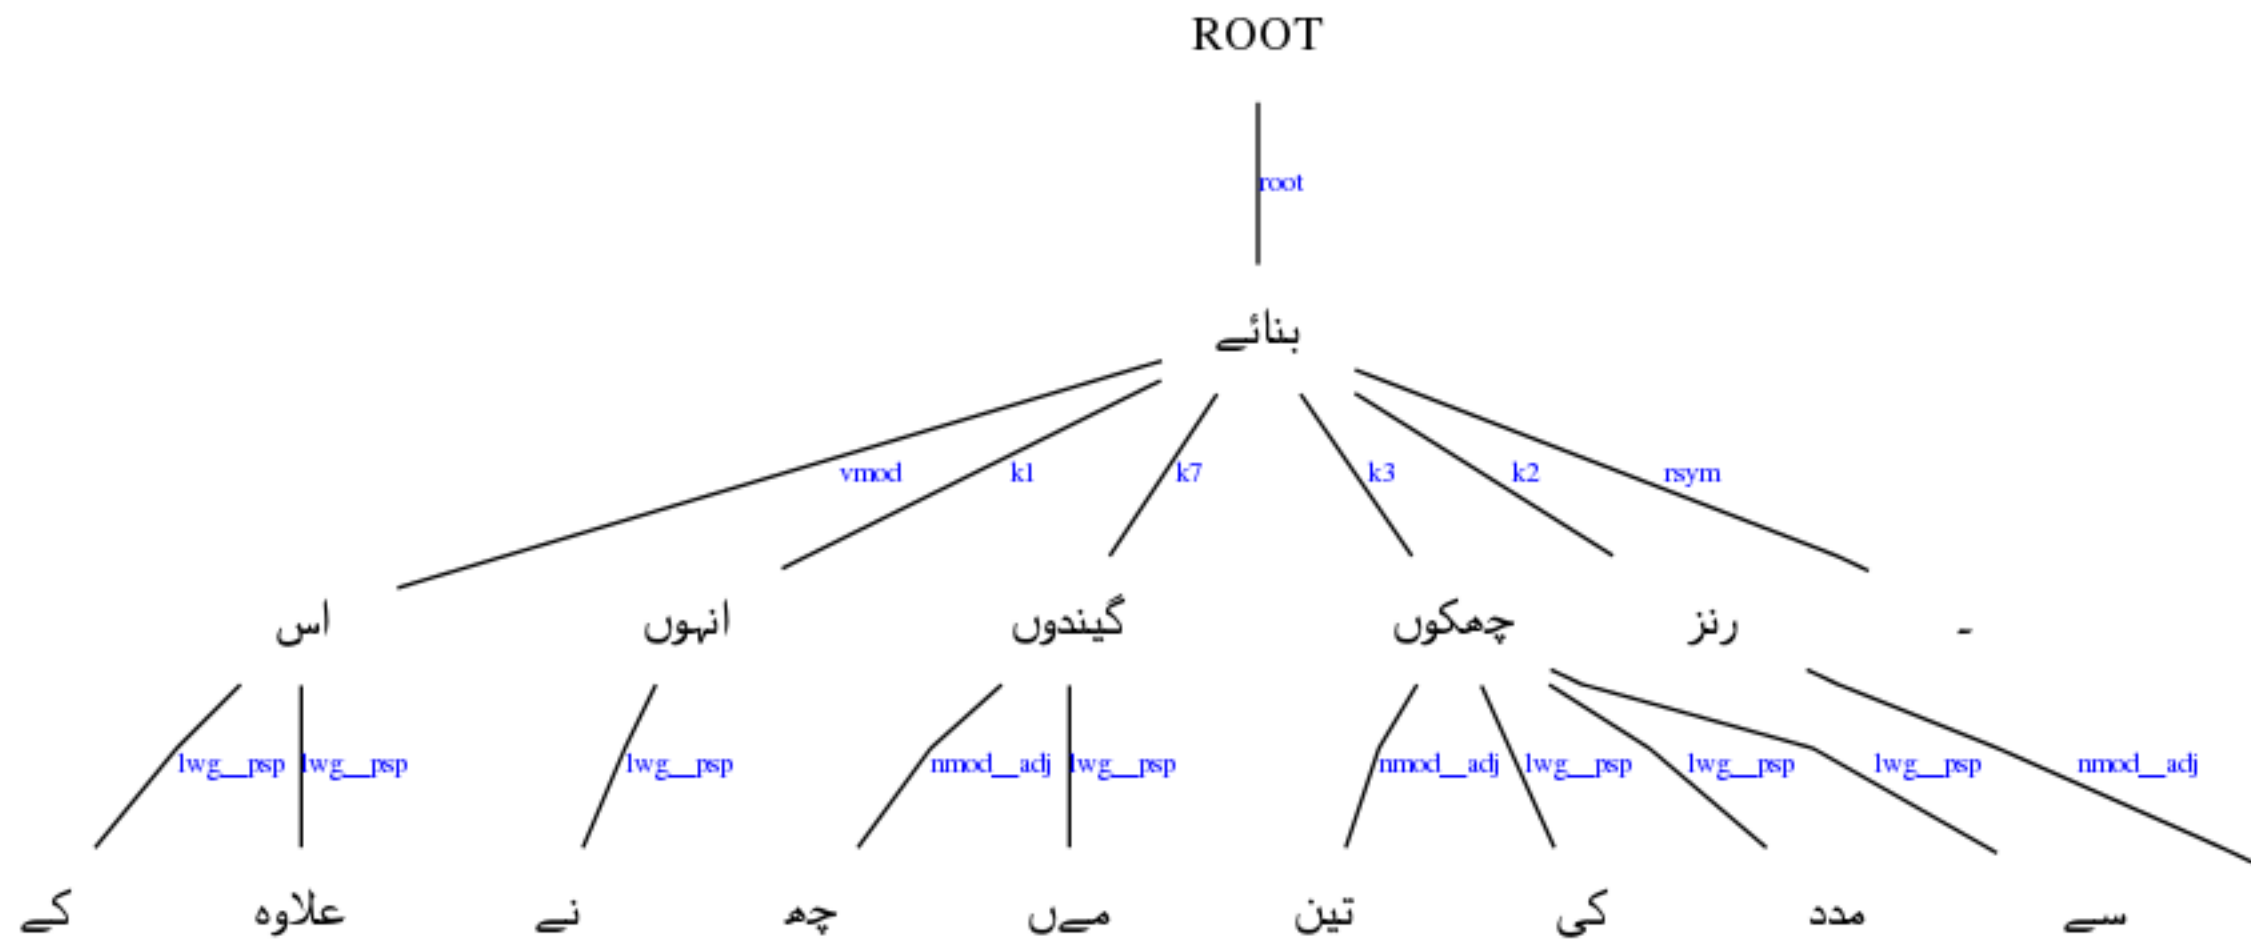 ROOT
root
بنائے
vmod k1 k7 k3 k2 rsym
اس انہوں گیندوں چھکوں رنز ۔
lwg__psp lwg__psp lwg__psp nmod__adj lwg__psp nmod__adj lwg__psp lwg__psp lwg__psp nmod__adj
کے علاوہ نے چھ مےں تین کی مدد سے